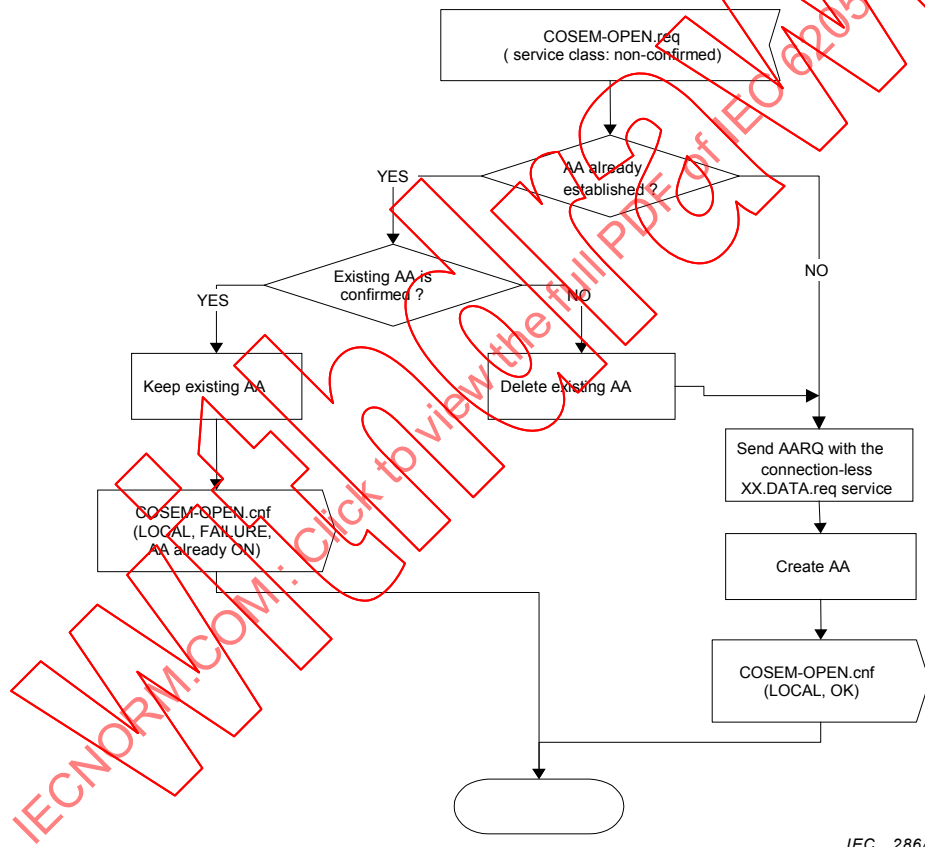 COSEM-OPEN.req
( service class: non-confirmed)
AA already
established ?
YES
NO
Existing AA is
confirmed ?
YES
NO
Keep existing AA
Delete existing AA
Send AARQ with the
connection-less
XX.DATA.req service
COSEM-OPEN.cnf
(LOCAL, FAILURE,
AA already ON)
Create AA
COSEM-OPEN.cnf
(LOCAL, OK)
IECNORM.COM : Click to view the full PDF of IEC 6205
Withdraw
IEC 286